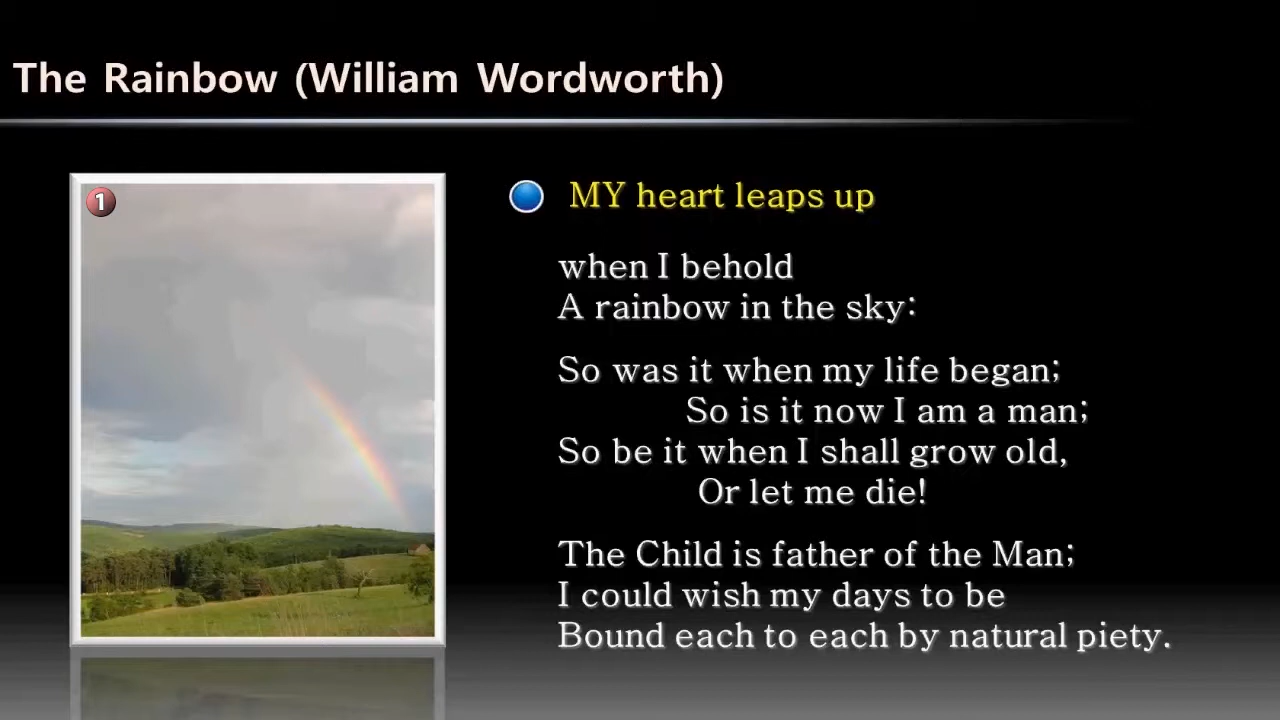 The Rainbow (William Wordworth)
1
MY heart leaps up
when I behold
A rainbow in the sky:
So was it when my life began;
So is it now I am a man;
So be it when I shall grow old,
Or let me die!
The Child is father of the Man;
I could wish my days to be
Bound each to each by natural piety.